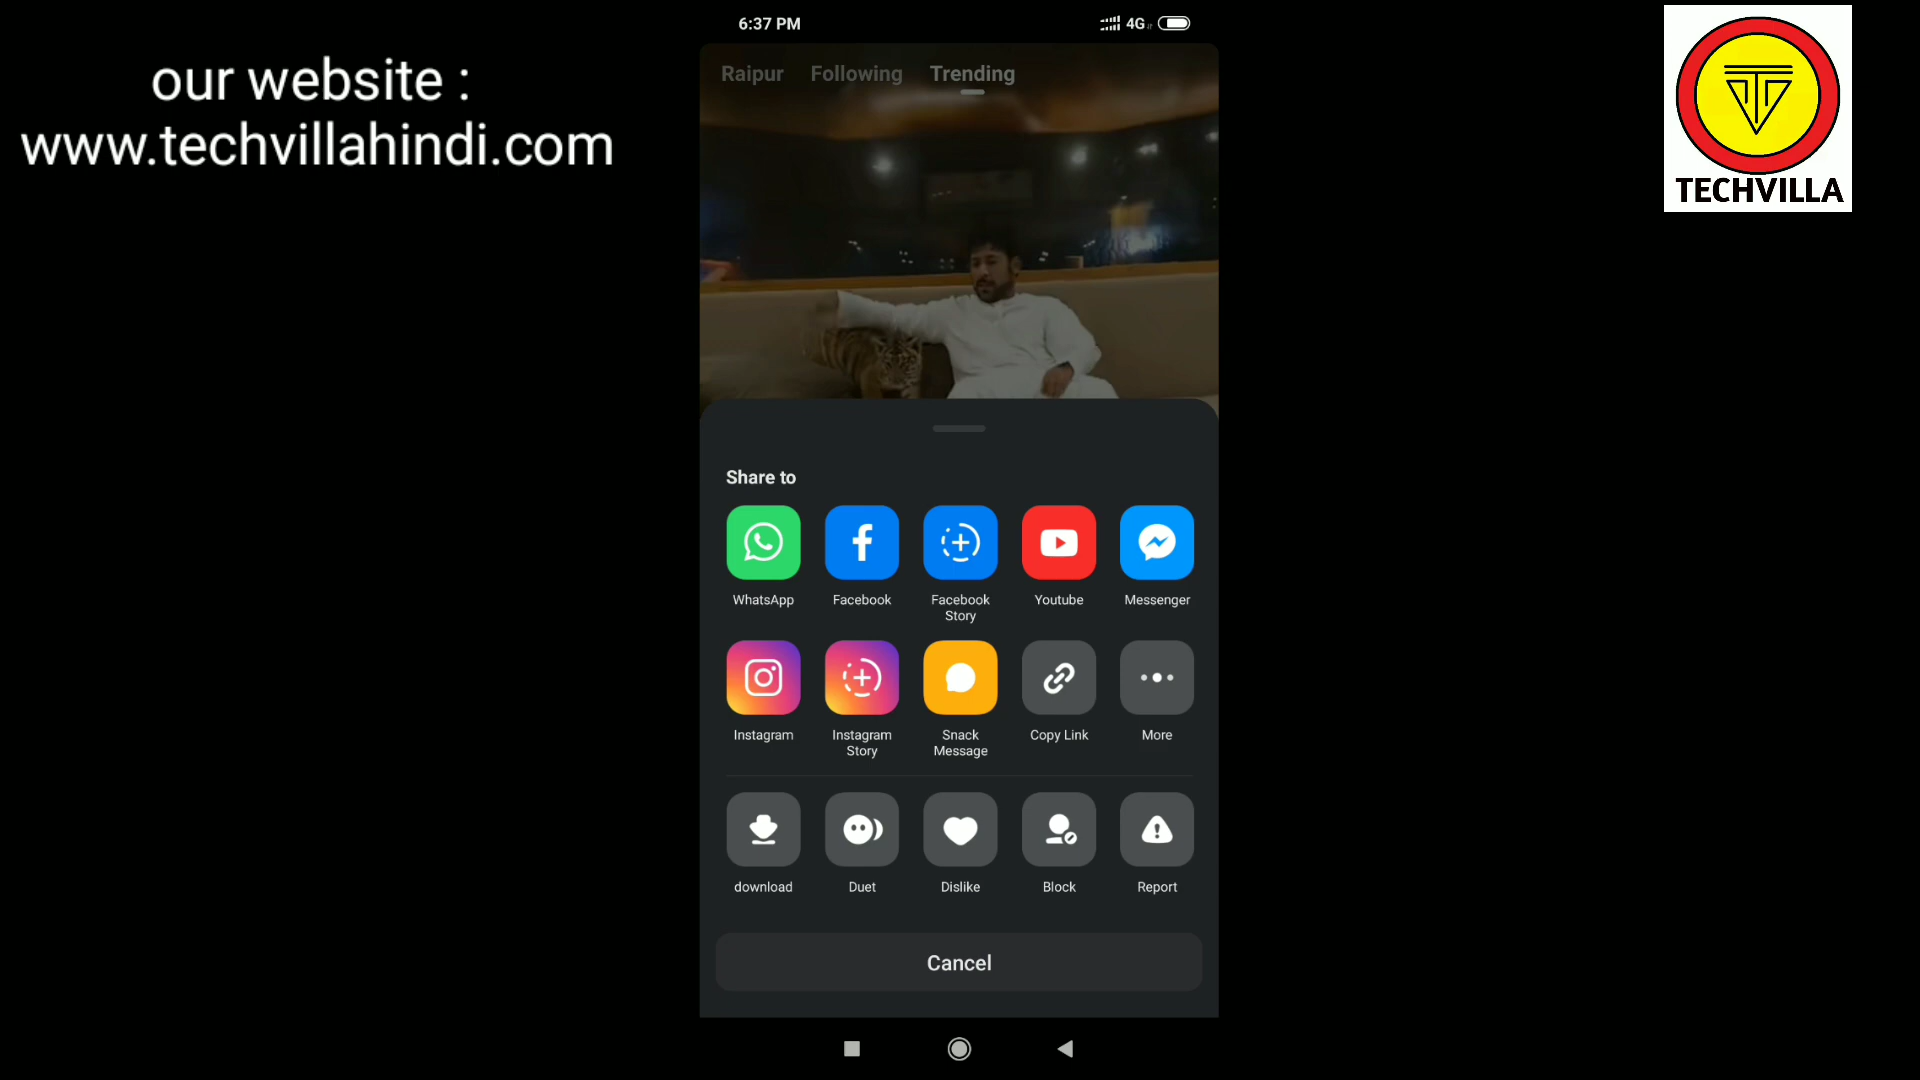 our website :
www.techvillahindi.com
TECHVILLA
6:37 PM
4G
Raipur Following Trending
Share to
WhatsApp Facebook Facebook Story Youtube Messenger
Instagram Instagram Story Snack Message Copy Link More
download Duet Dislike Block Report
Cancel